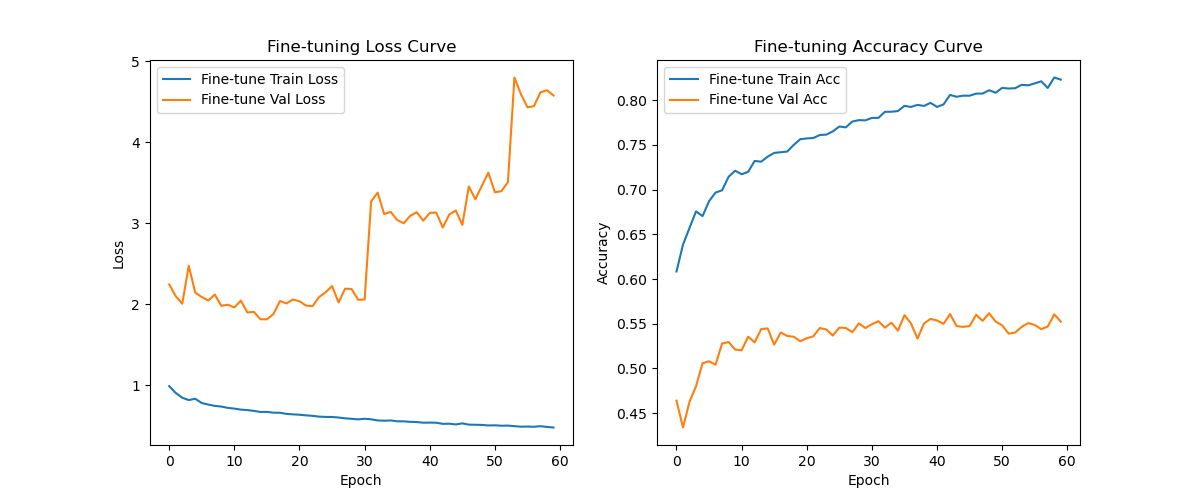 Fine-tuning Loss Curve
Fine-tune Train Loss
Fine-tune Val Loss
5
4
3
2
1
Loss
0 10 20 30 40 50 60
Epoch
Fine-tuning Accuracy Curve
Fine-tune Train Acc
Fine-tune Val Acc
0.80
0.75
0.70
0.65
0.60
0.55
0.50
0.45
Accuracy
0 10 20 30 40 50 60
Epoch